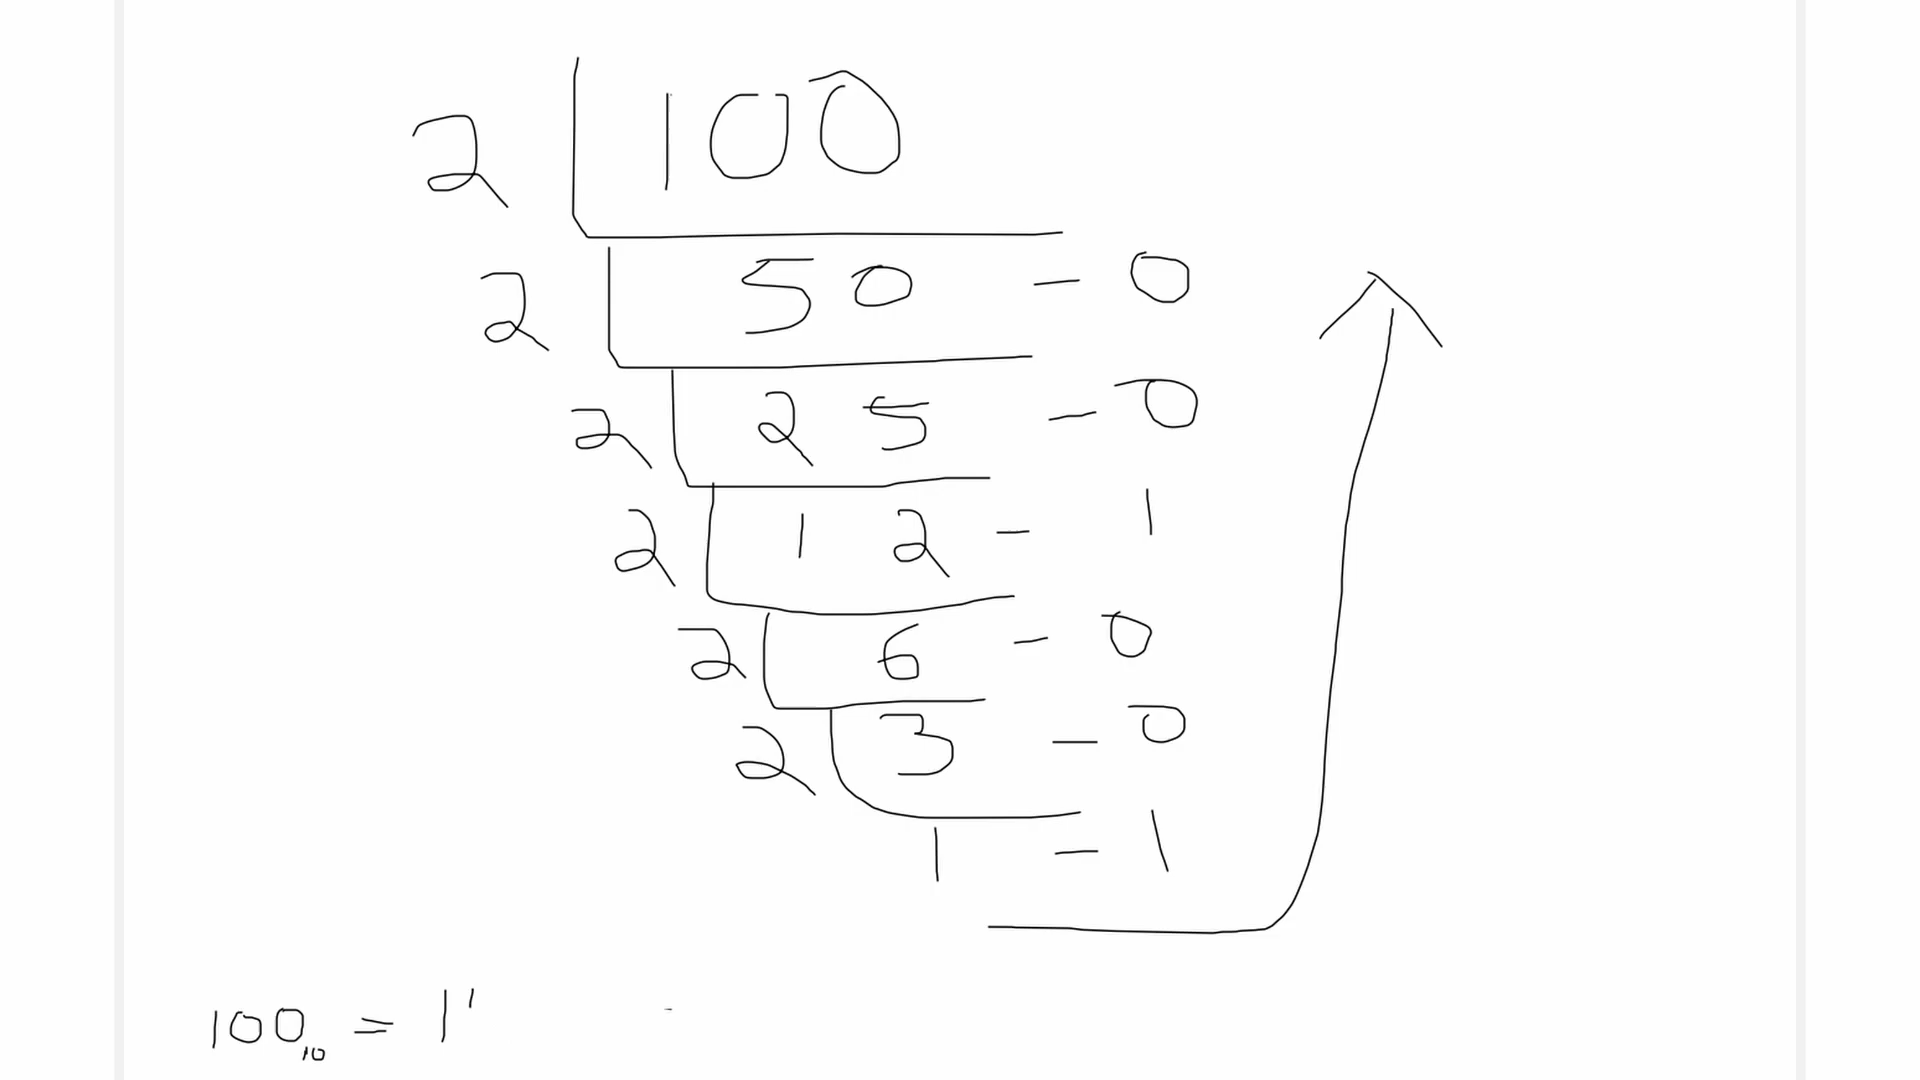 2 100
2 50 - 0
2 25 - 0
2 12 - 1
2 6 - 0
2 3 - 0
1 - 1
100₁₀ = 1